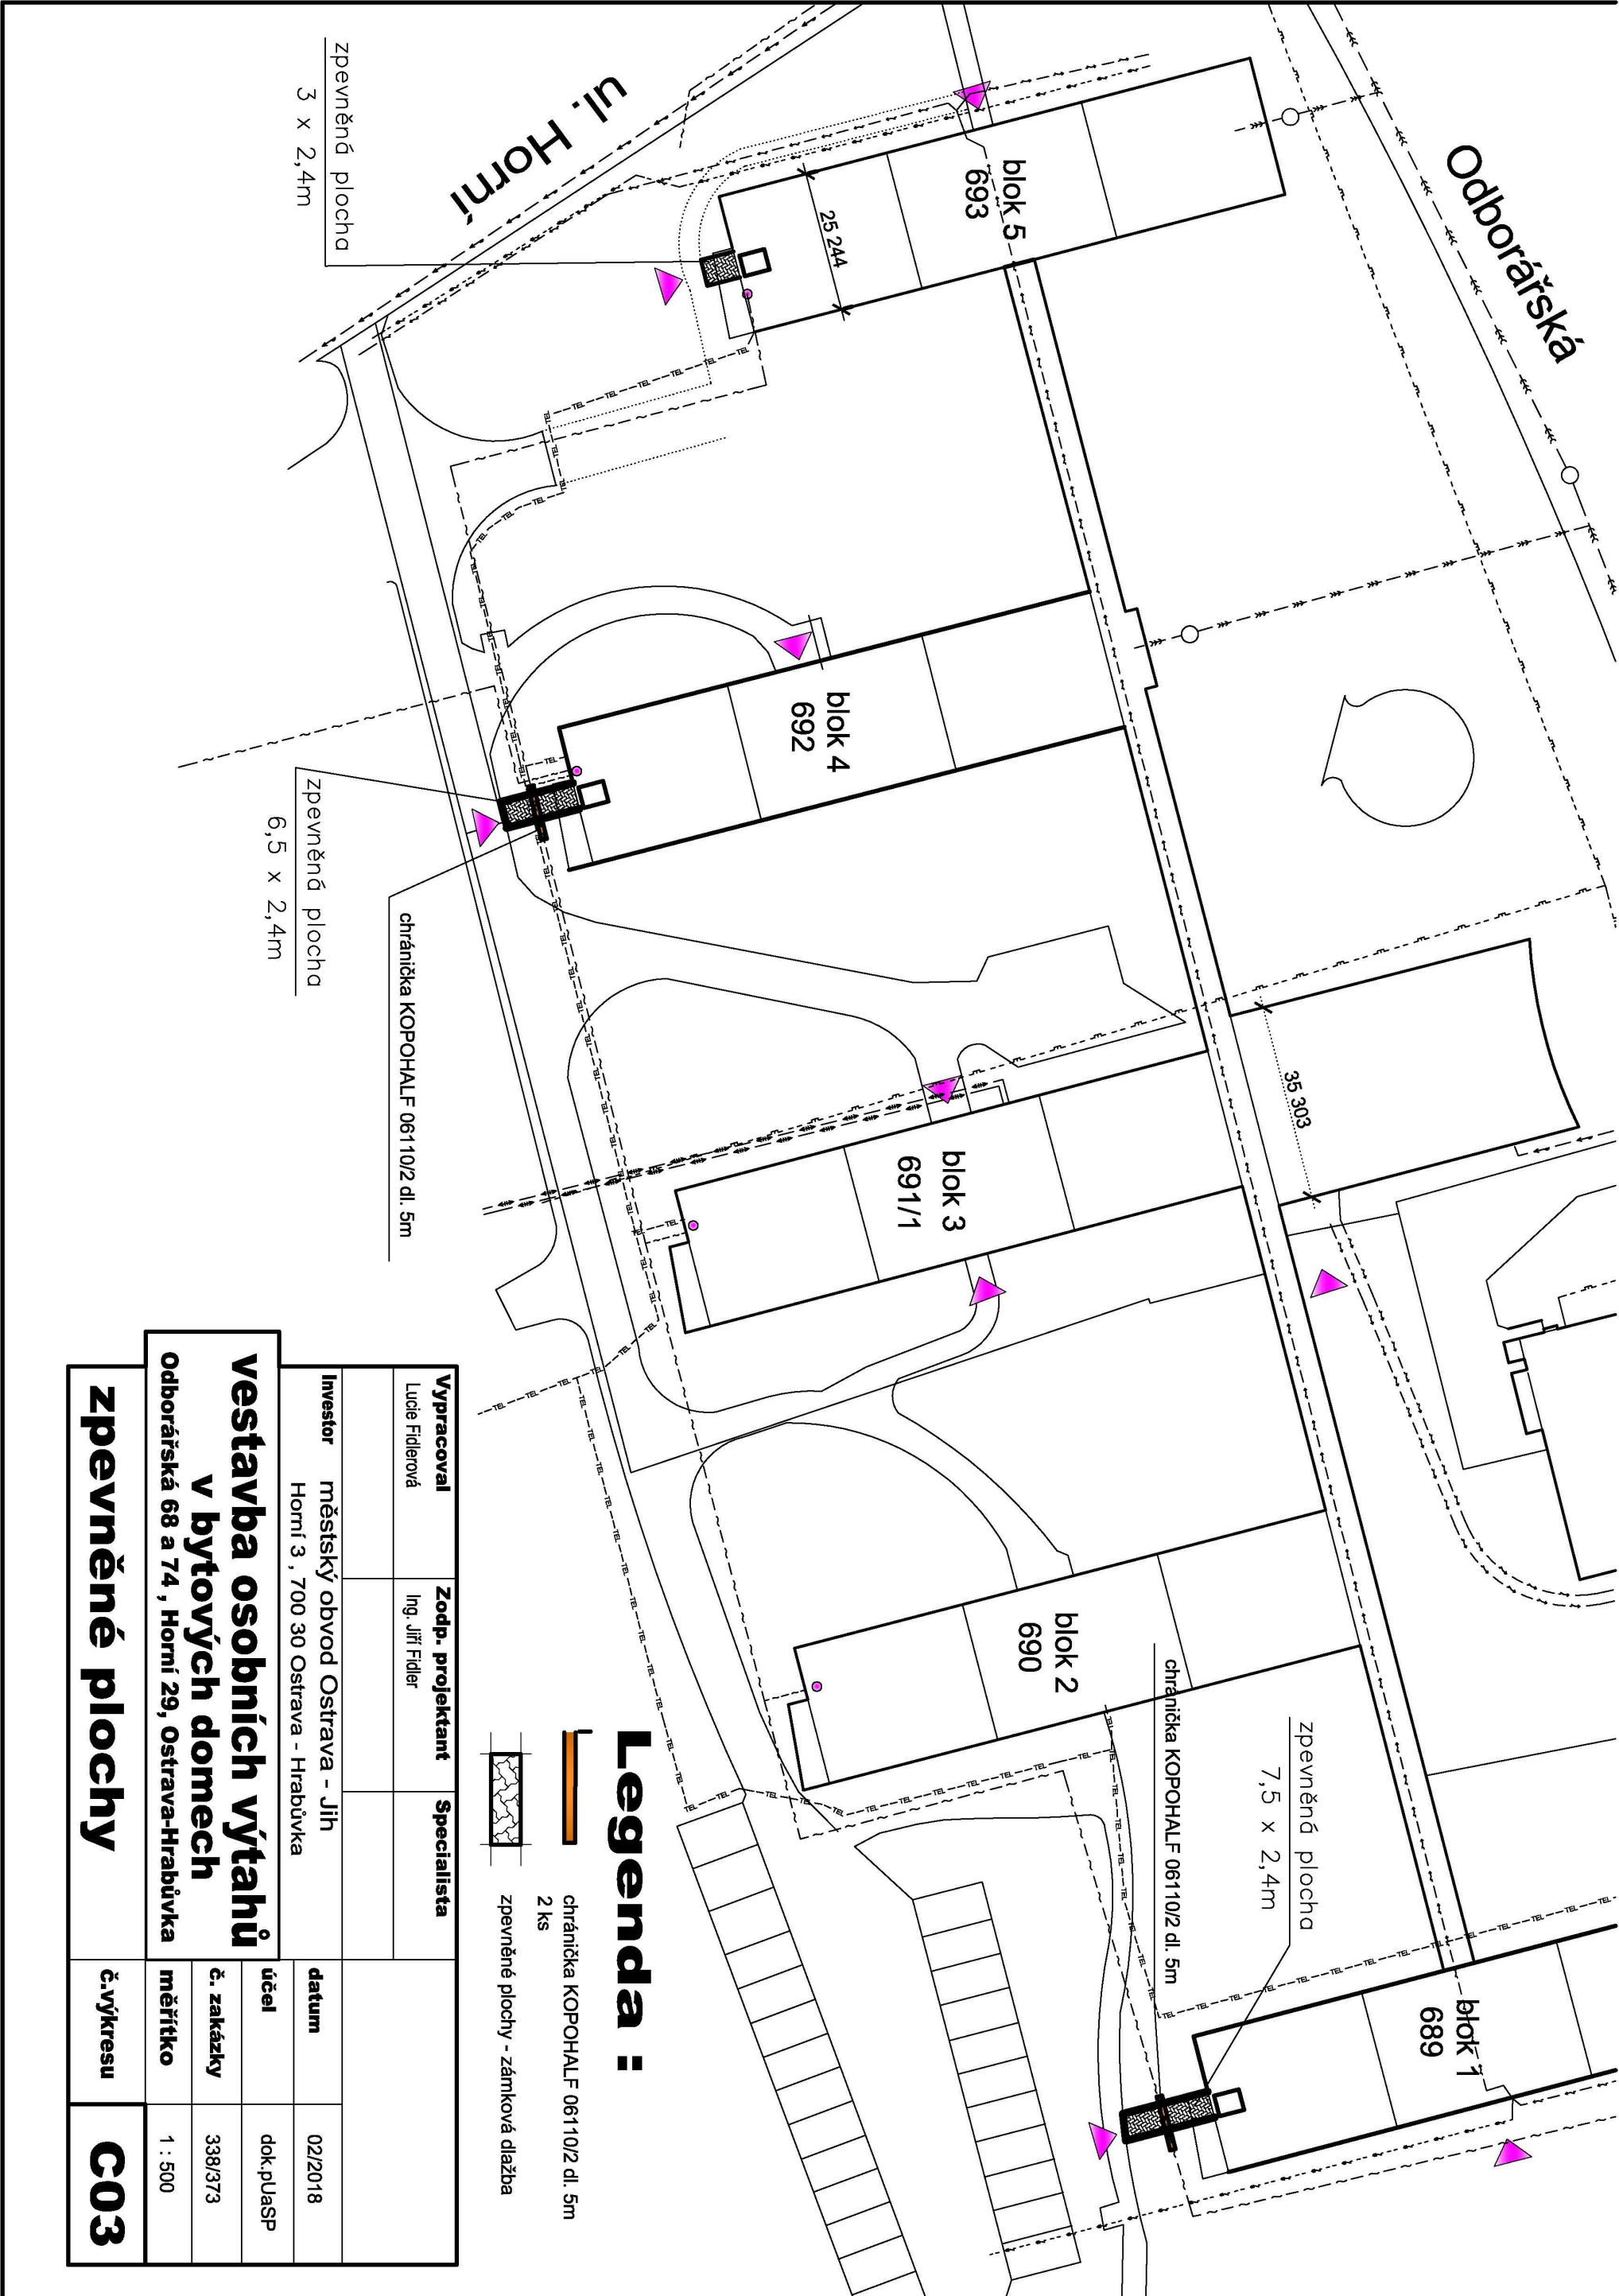 Odborářská
ul. Horní
zpevněná plocha
3 x 2,4m
blok 5
693
25 244
blok 4
692
zpevněná plocha
6,5 x 2,4m
chránička KOPOHALF 06110/2 dl. 5m
35 303
blok 3
691/1
blok 2
690
chránička KOPOHALF 06110/2 dl. 5m
zpevněná plocha
7,5 x 2,4m
blok 1
689
TEL
Legenda :
chránička KOPOHALF 06110/2 dl. 5m
2 ks
zpevněné plochy - zámková dlažba
Vypracoval
Zodp. projektant
Specialista
Lucie Fidlerová
Ing. Jiří Fidler
Investor městský obvod Ostrava - Jih
Horní 3 , 700 30 Ostrava - Hrabůvka
vestavba osobních výtahů
v bytových domech
Odborářská 68 a 74 , Horní 29, Ostrava-Hrabůvka
zpevněné plochy
datum 02/2018
účel dok.pUaSP
č. zakázky 338/373
měřítko 1 : 500
č.výkresu C03